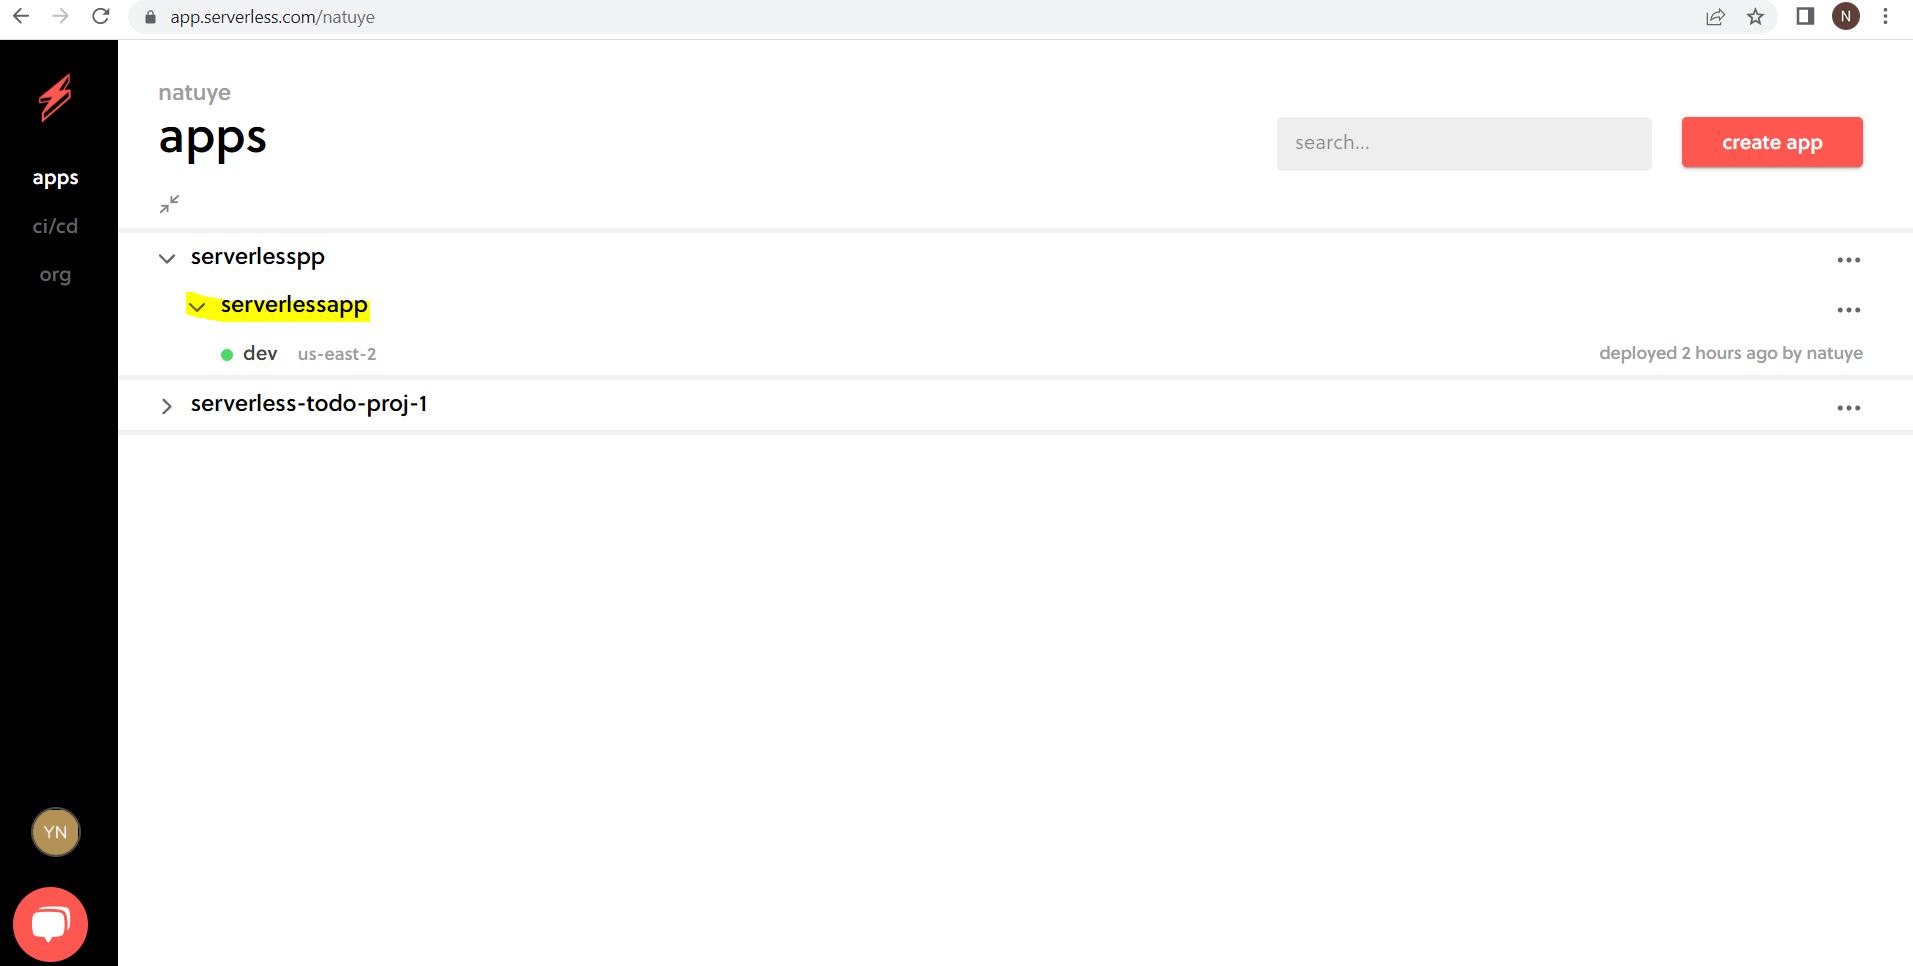 app.serverless.com/natuye
N
natuye
apps
search...
create app
apps
ci/cd
org
serverlesspp
serverlessapp
dev us-east-2 deployed 2 hours ago by natuye
serverless-todo-proj-1
YN